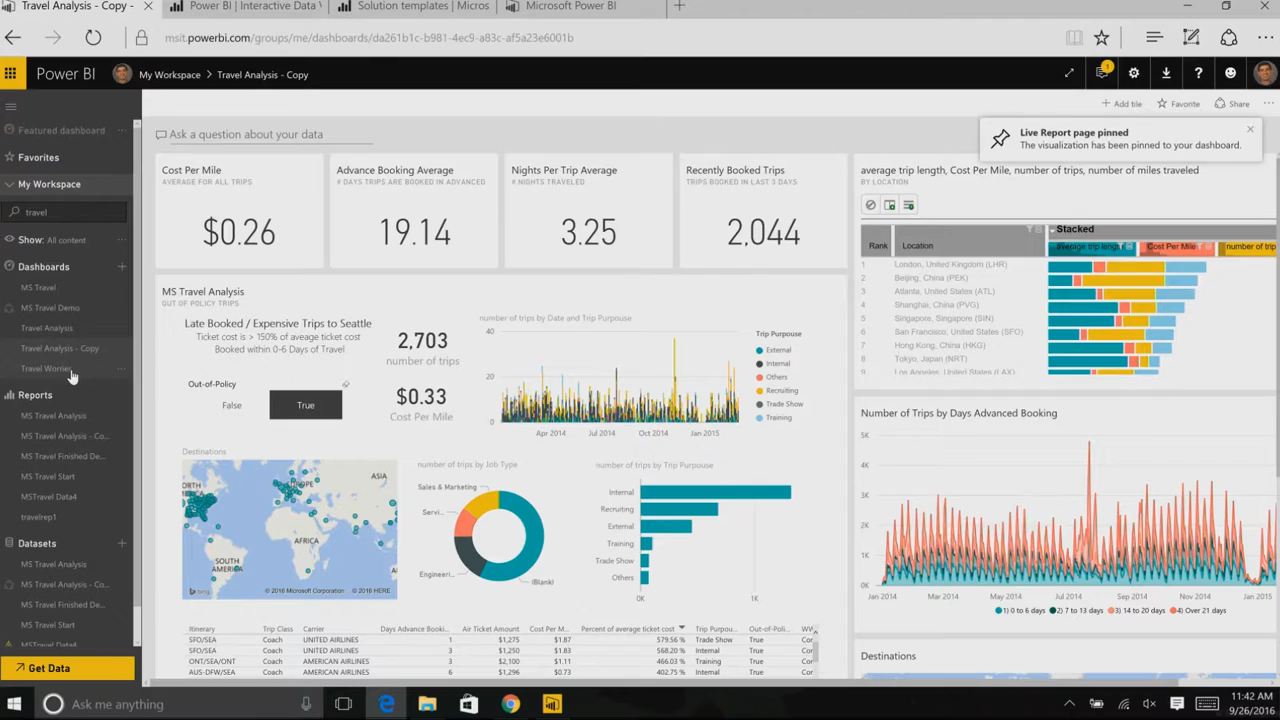 Travel Analysis - Copy -
Power BI | Interactive Data V
Solution templates | Micros
Microsoft Power BI
msit.powerbi.com/groups/me/dashboards/da261b1c-b981-4ec9-a83c-af5a23e6001b
Power BI
My Workspace > Travel Analysis - Copy
1
Featured dashboard
Favorites
My Workspace
travel
Show: All content
Dashboards
MS Travel
MS Travel Demo
Travel Analysis
Travel Analysis - Copy
Travel Worries
Reports
MS Travel Analysis
MS Travel Analysis - Co...
MS Travel Finished De...
MS Travel Start
MSTravel Data4
travelrep1
Datasets
MS Travel Analysis
MS Travel Analysis - Co...
MS Travel Finished De...
MS Travel Start
MSTravel Data4
Get Data
Add tile
Favorite
Share
Ask a question about your data
Live Report page pinned
The visualization has been pinned to your dashboard.
Cost Per Mile
AVERAGE FOR ALL TRIPS
$0.26
Advance Booking Average
# DAYS TRIPS ARE BOOKED IN ADVANCED
19.14
Nights Per Trip Average
# NIGHTS TRAVELED
3.25
Recently Booked Trips
TRIPS BOOKED IN LAST 3 DAYS
2,044
average trip length, Cost Per Mile, number of trips, number of miles traveled
BY LOCATION
Stacked
Rank
Location
average trip length
Cost Per Mile
number of trip
1 London, United Kingdom (LHR)
2 Beijing, China (PEK)
3 Atlanta, United States (ATL)
4 Shanghai, China (PVG)
5 Singapore, Singapore (SIN)
6 San Francisco, United States (SFO)
7 Hong Kong, China (HKG)
8 Tokyo, Japan (NRT)
9 Los Angeles, United States (LAX)
MS Travel Analysis
OUT OF POLICY TRIPS
Late Booked / Expensive Trips to Seattle
Ticket cost is > 150% of aveage ticket cost
Booked within 0-6 Days of Travel
Out-of-Policy
False
True
2,703
number of trips
$0.33
Cost Per Mile
number of trips by Date and Trip Purpouse
40
20
0
Apr 2014
Jul 2014
Oct 2014
Jan 2015
Trip Purpouse
External
Internal
Others
Recruiting
Trade Show
Training
Destinations
EUROPE
ASIA
AFRICA
SOUTH
AMERICA
bing
© 2016 Microsoft Corporation © 2016 HERE
number of trips by Job Type
Sales & Marketing
Servi...
Engineeri...
(Blank)
number of trips by Trip Purpouse
Internal
Recruiting
External
Training
Trade Show
Others
0K
1K
Itinerary Trip Class Carrier Days Advance Booki... Air Ticket Amount Cost Per M... Percent of average ticket cost Trip Purpou... Out-of-Poli... WW
SFO/SEA Coach UNITED AIRLINES 1 $1,275 $1.87 579.56 % Trade Show True Cor
SFO/SEA Coach UNITED AIRLINES 3 $1,250 $1.83 568.20 % Internal True Cor
ONT/SEA/ONT Coach AMERICAN AIRLINES 3 $2,100 $1.11 466.03 % Training True Cor
AUS-DFW/SEA Coach AMERICAN AIRLINES 6 $1,296 $0.73 402.75 % Internal True Cor
Number of Trips by Days Advanced Booking
5K
4K
3K
2K
1K
0K
Jan 2014
Mar 2014
May 2014
Jul 2014
Sep 2014
Nov 2014
Jan 2015
1) 0 to 6 days
2) 7 to 13 days
3) 14 to 20 days
4) Over 21 days
Destinations
Ask me anything
11:42 AM
9/26/2016